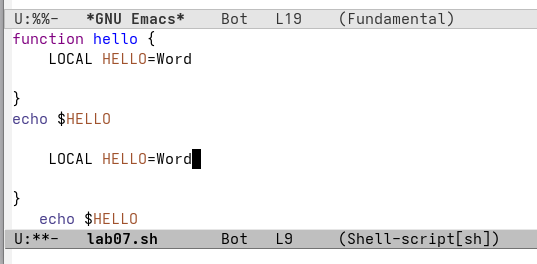 U:%%-  *GNU Emacs*   Bot  L19   (Fundamental)
function hello {
    LOCAL HELLO=Word
}
echo $HELLO
    LOCAL HELLO=Word
}
   echo $HELLO
U:**-  lab07.sh      Bot  L9    (Shell-script[sh])